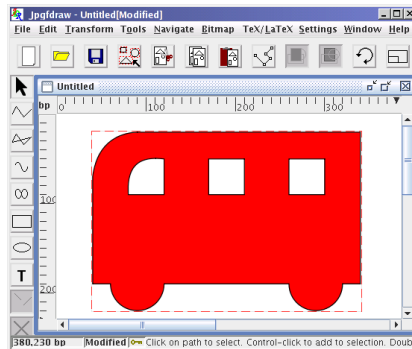 Jpgfdraw - Untitled[Modified]
File Edit Transform Tools Navigate Bitmap TeX/LaTeX Settings Window Help
Untitled
bp 0 100 200 300
100
200
T
380,230 bp Modified Click on path to select. Control-click to add to selection. Doub